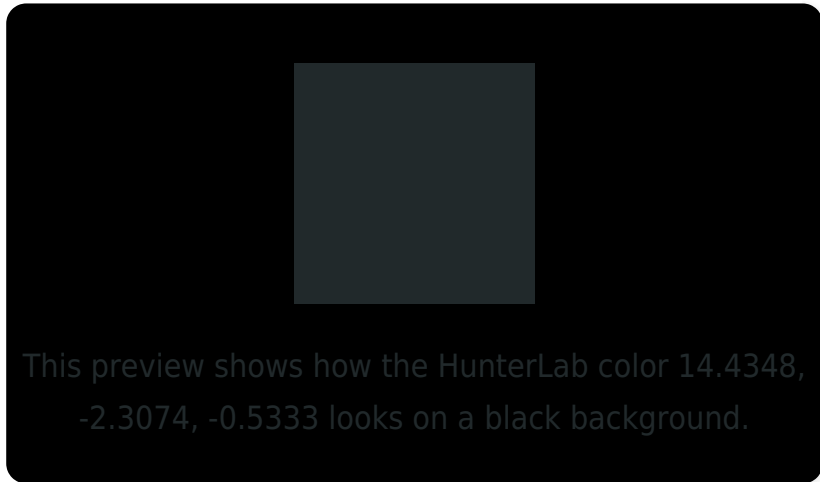 This preview shows how the HunterLab color 14.4348,
-2.3074, -0.5333 looks on a black background.